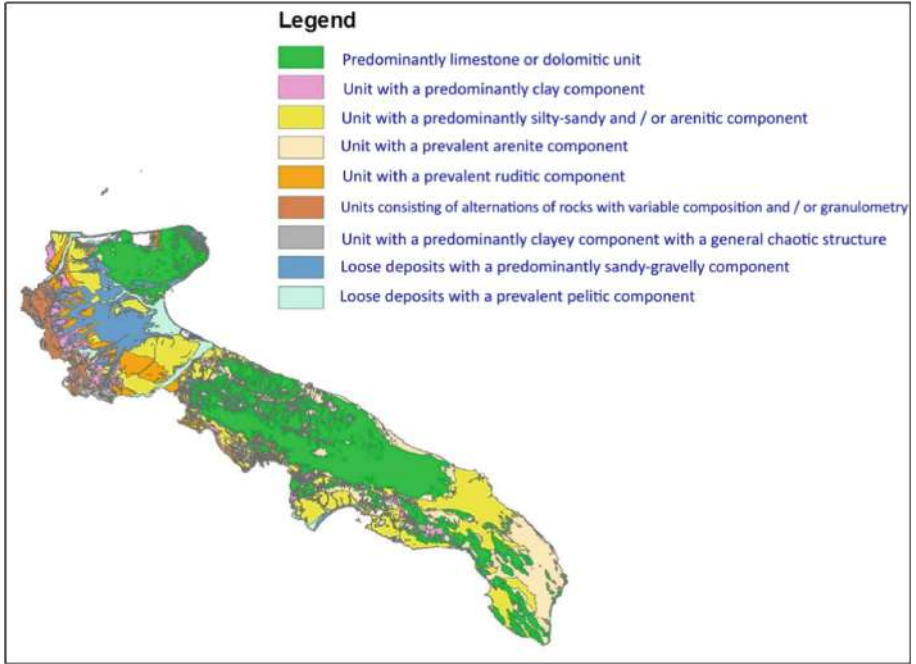 Legend
Predominantly limestone or dolomitic unit
Unit with a predominantly clay component
Unit with a predominantly silty-sandy and / or arenitic component
Unit with a prevalent arenite component
Unit with a prevalent ruditic component
Units consisting of alternations of rocks with variable composition and / or granulometry
Unit with a predominantly clayey component with a general chaotic structure
Loose deposits with a predominantly sandy-gravelly component
Loose deposits with a prevalent pelitic component